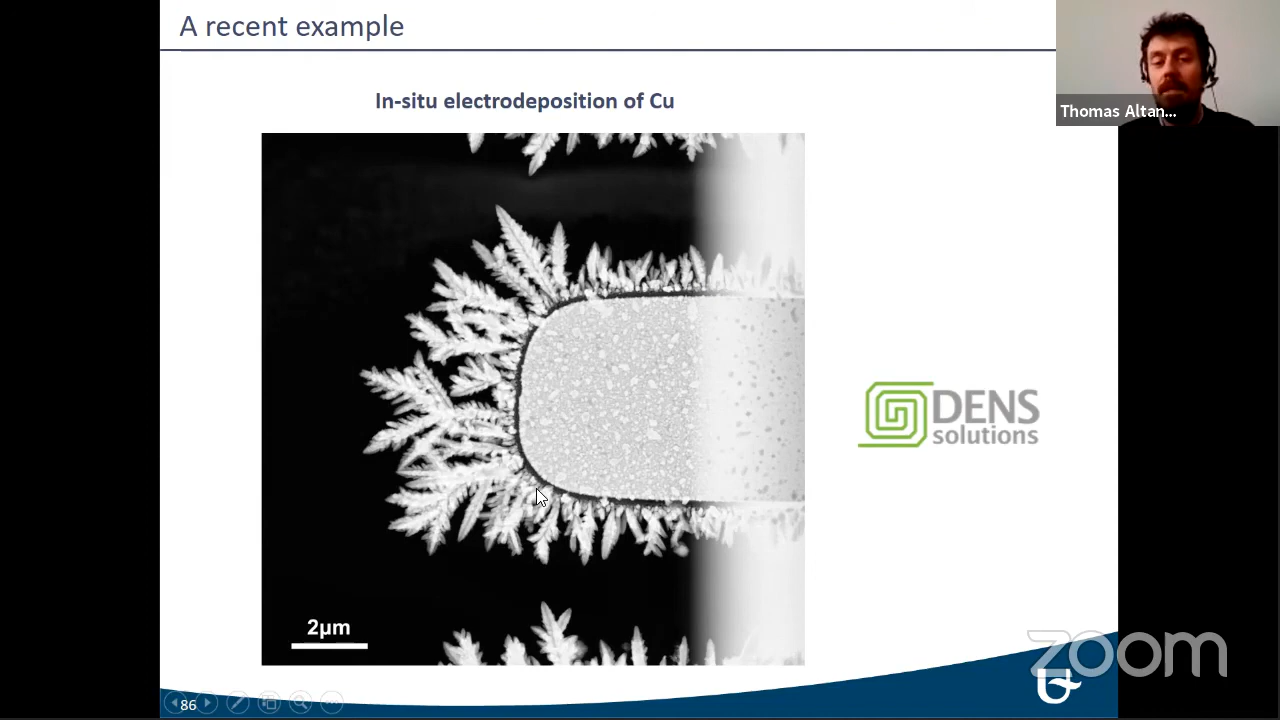 A recent example
Thomas Altan...
In-situ electrodeposition of Cu
DENS
solutions
2μm
zoom
86